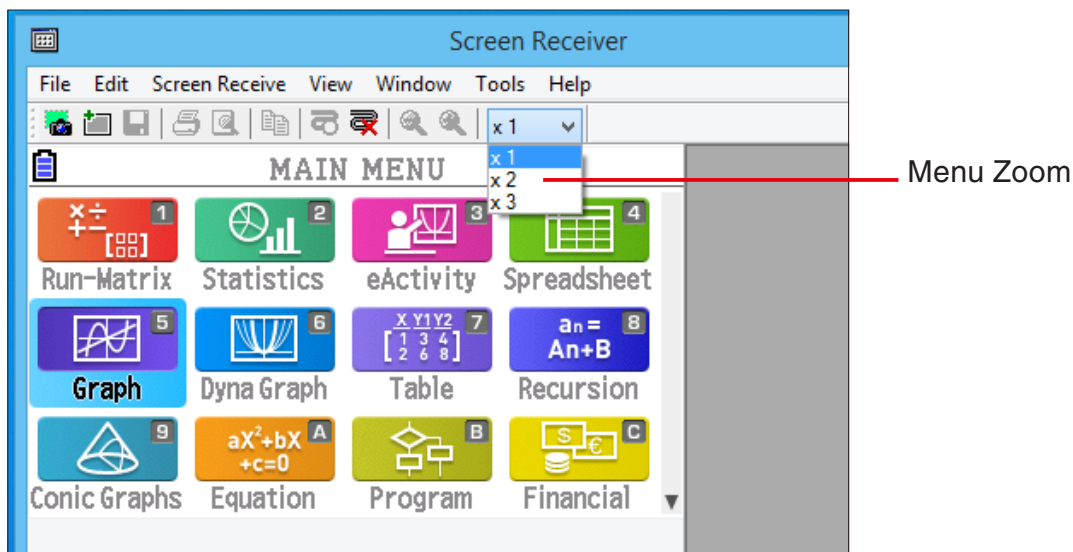 Screen Receiver
File Edit Screen Receive View Window Tools Help
x 1
MAIN MENU
x 1
x 2
x 3
Menu Zoom
×÷ +− [88] 1
2
3
4
Run-Matrix Statistics eActivity Spreadsheet
5
6
X Y1 Y2 7
1 3 4
2 6 8
an= 8
An+B
Graph Dyna Graph Table Recursion
9
aX²+bX A
+c=0
B
$ € C
Conic Graphs Equation Program Financial